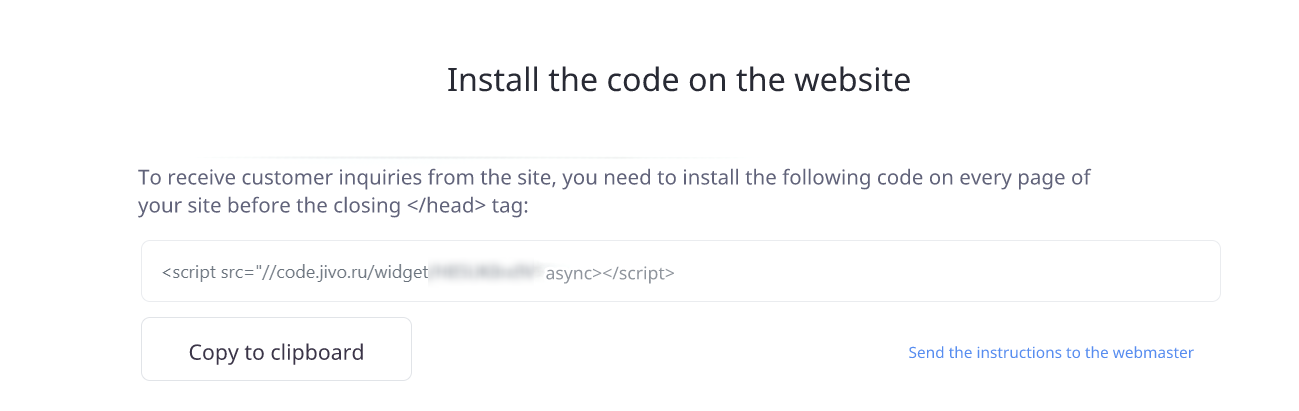 Install the code on the website
To receive customer inquiries from the site, you need to install the following code on every page of
your site before the closing </head> tag:
<script src="//code.jivo.ru/widget async></script>
Copy to clipboard
Send the instructions to the webmaster